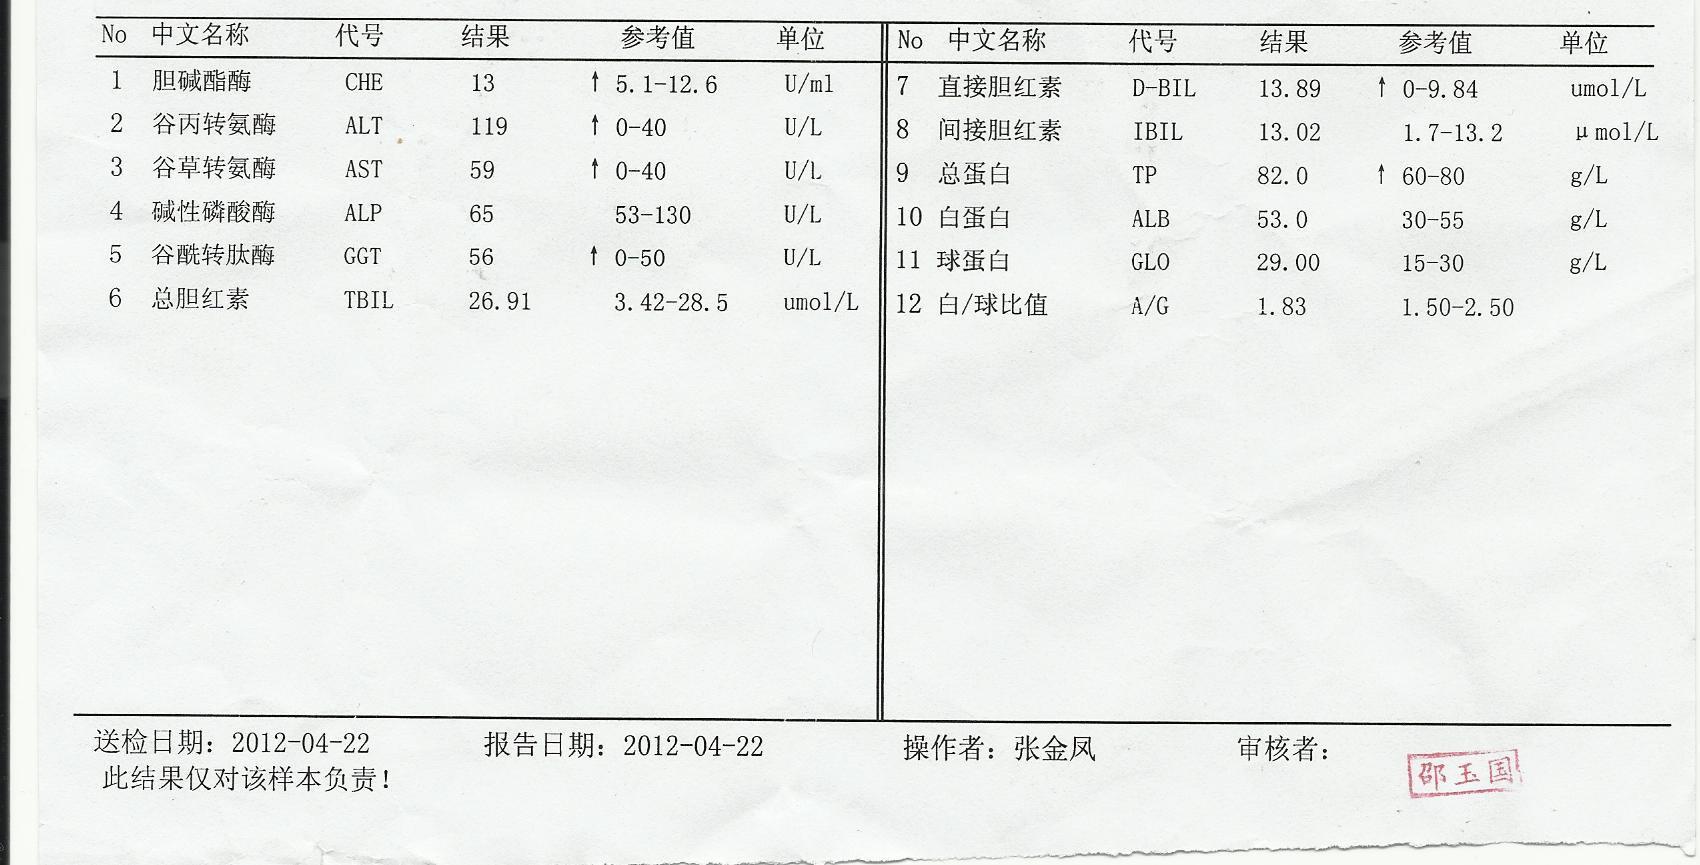 No 中文名称 代号 结果 参考值 单位
1 胆碱酯酶 CHE 13 ↑ 5.1-12.6 U/ml
2 谷丙转氨酶 ALT 119 ↑ 0-40 U/L
3 谷草转氨酶 AST 59 ↑ 0-40 U/L
4 碱性磷酸酶 ALP 65 53-130 U/L
5 谷酰转肽酶 GGT 56 ↑ 0-50 U/L
6 总胆红素 TBIL 26.91 3.42-28.5 umol/L
No 中文名称 代号 结果 参考值 单位
7 直接胆红素 D-BIL 13.89 ↑ 0-9.84 umol/L
8 间接胆红素 IBIL 13.02 1.7-13.2 μmol/L
9 总蛋白 TP 82.0 ↑ 60-80 g/L
10 白蛋白 ALB 53.0 30-55 g/L
11 球蛋白 GLO 29.00 15-30 g/L
12 白/球比值 A/G 1.83 1.50-2.50
送检日期：2012-04-22 报告日期：2012-04-22 操作者：张金凤 审核者：
邵玉国
此结果仅对该样本负责！